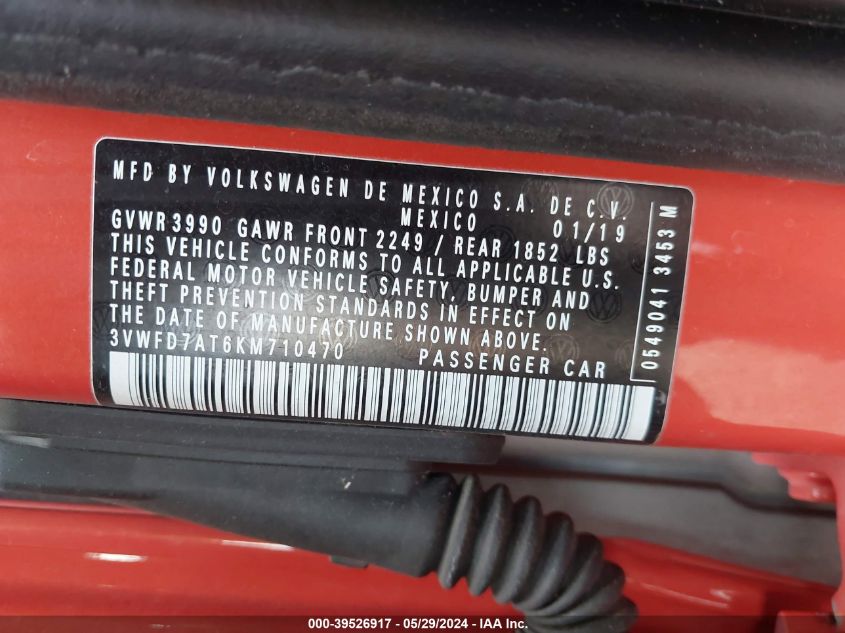 MFD BY VOLKSWAGEN DE MEXICO S.A. DE C.V.
MEXICO 01/19
GVWR 3990 GAWR FRONT 2249 / REAR 1852 LBS
THIS VEHICLE CONFORMS TO ALL APPLICABLE U.S.
FEDERAL MOTOR VEHICLE SAFETY, BUMPER AND
THEFT PREVENTION STANDARDS IN EFFECT ON
THE DATE OF MANUFACTURE SHOWN ABOVE.
3VWFD7AT6KM710470 PASSENGER CAR
0549041 3453 M
000-39526917 - 05/29/2024 - IAA Inc.